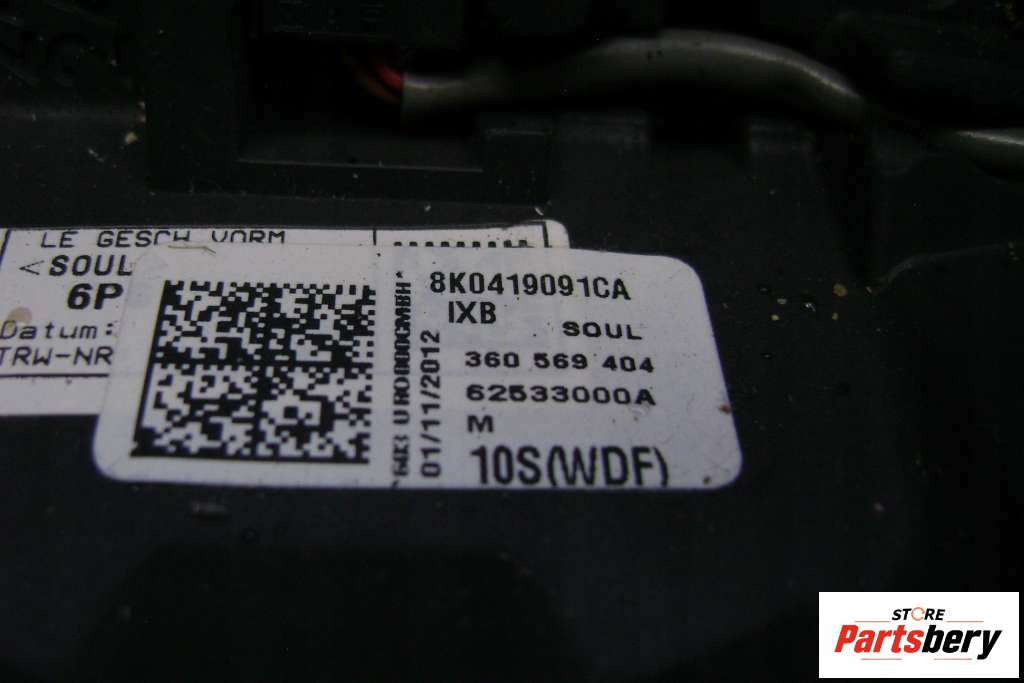 LE GESCH VORM
<SOUL
6P
Datum:
TRW-NR
8K0419091CA
IXB
SOUL
360 569 404
62533000A
M
10S(WDF)
01/11/2012
STORE
Partsbery